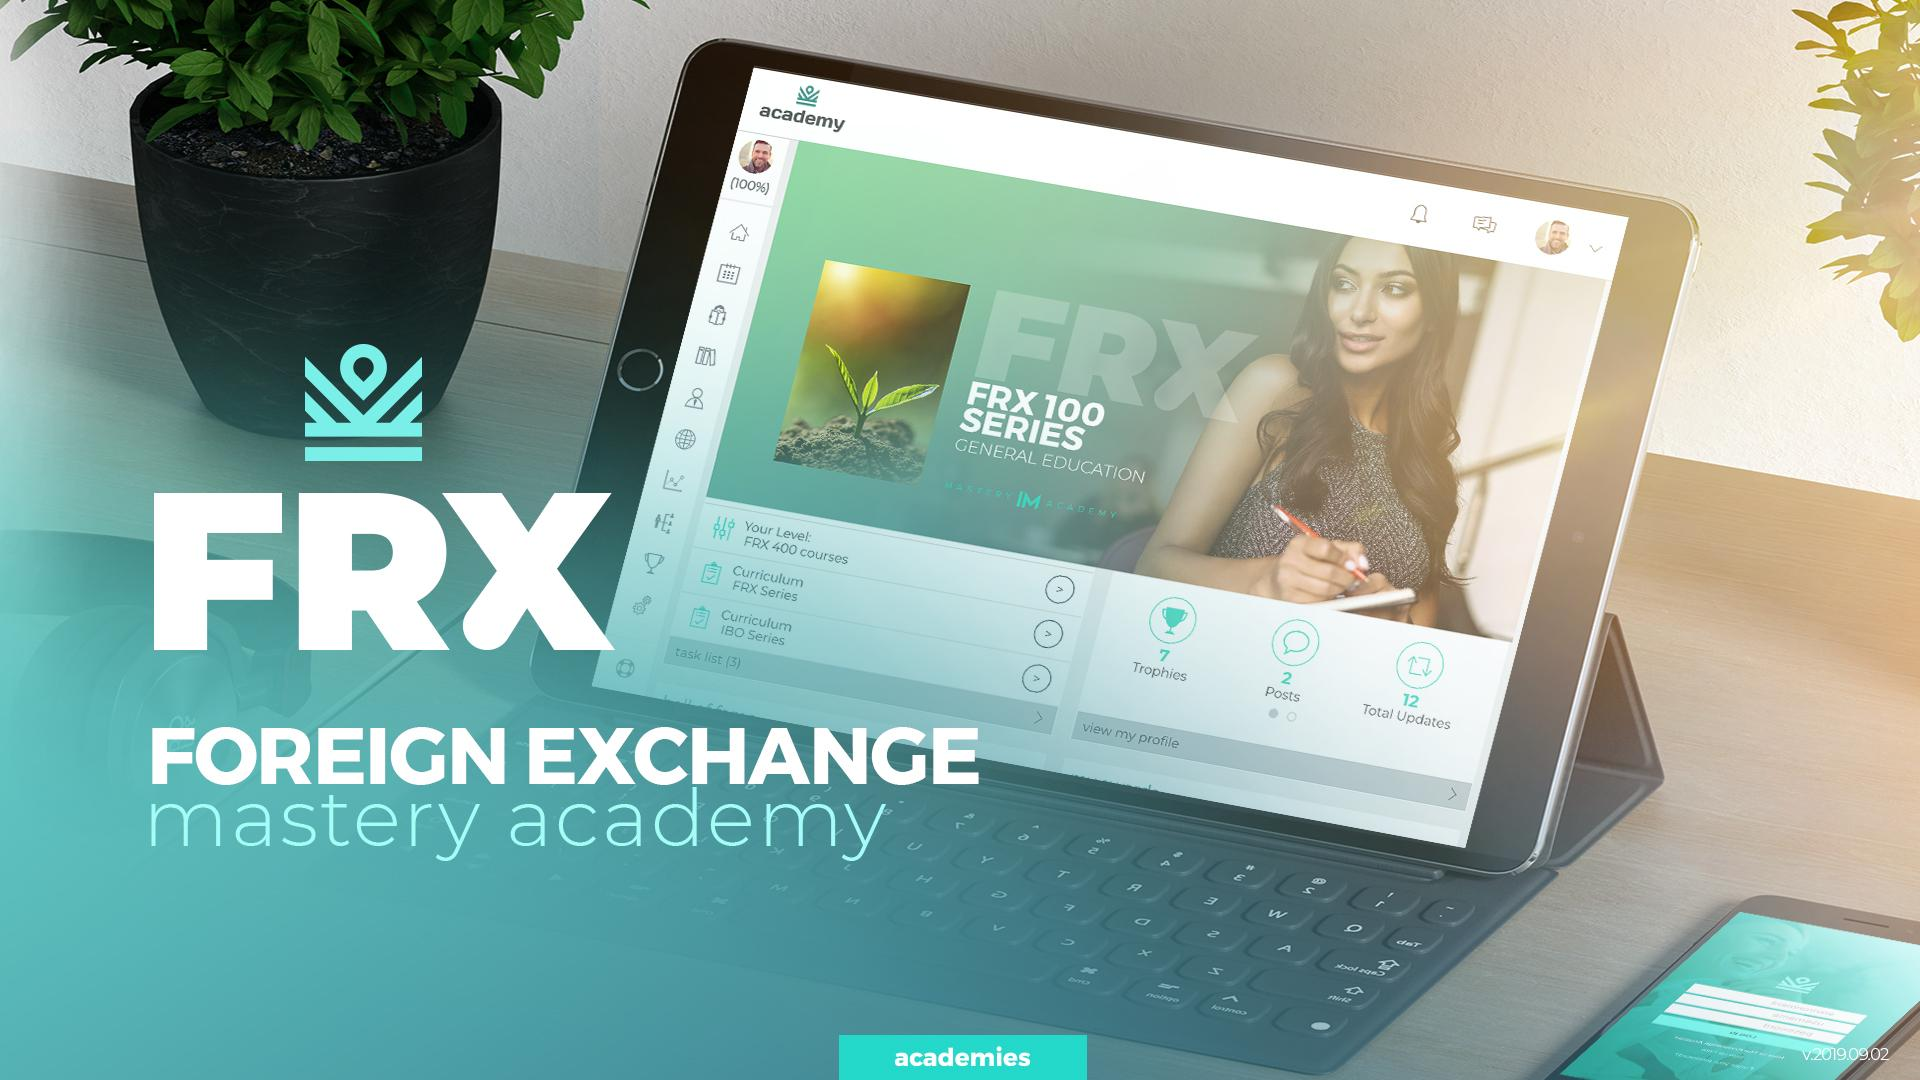 academy
(100%)
FRX
FRX 100
SERIES
GENERAL EDUCATION
MASTERY IM ACADEMY
Your Level:
FRX 400 courses
Curriculum
FRX Series
Curriculum
IBO Series
task list (3)
7
Trophies
2
Posts
12
Total Updates
view my profile
FRX
FOREIGN EXCHANGE
mastery academy
academies
v.2019.09.02